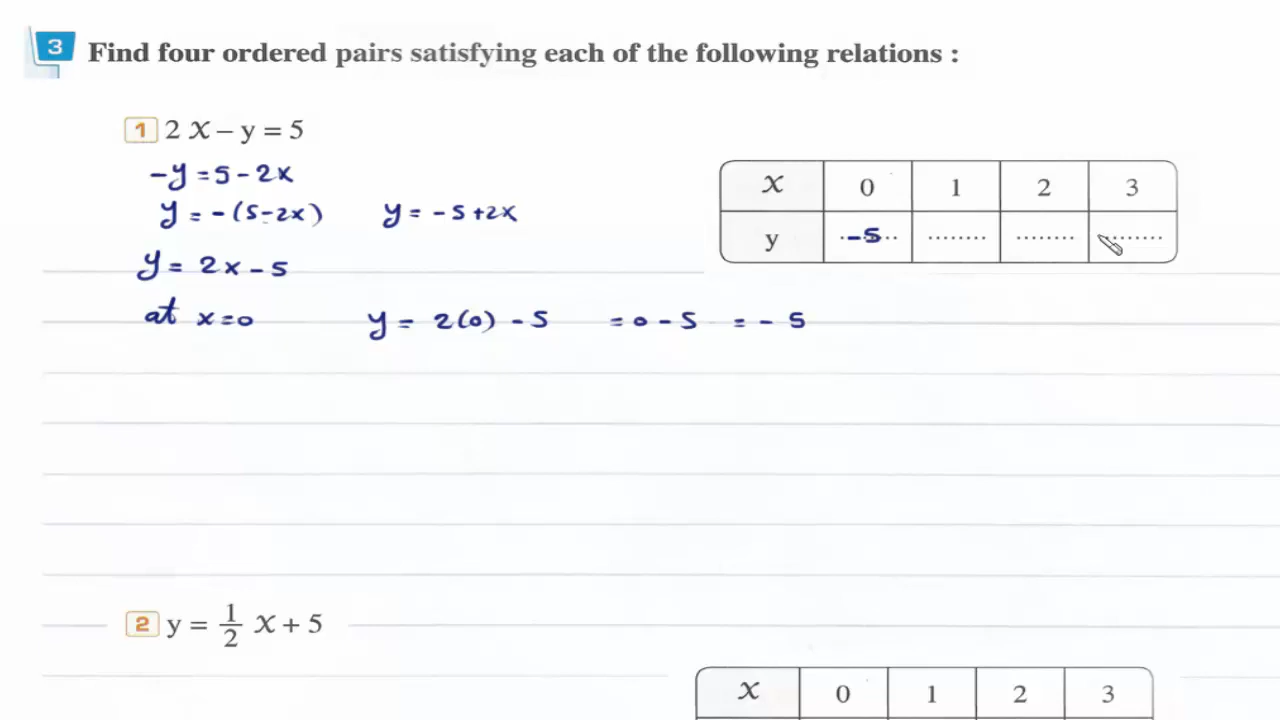 3 Find four ordered pairs satisfying each of the following relations :
1 2 x – y = 5
-y = 5 - 2x
y = -(5-2x) y = -5+2x
y = 2x - 5
at x=0 y = 2(0) - 5 = 0 - 5 = - 5
x 0 1 2 3
y -5 ........ ........ ........
2 y = 1/2 x + 5
x 0 1 2 3